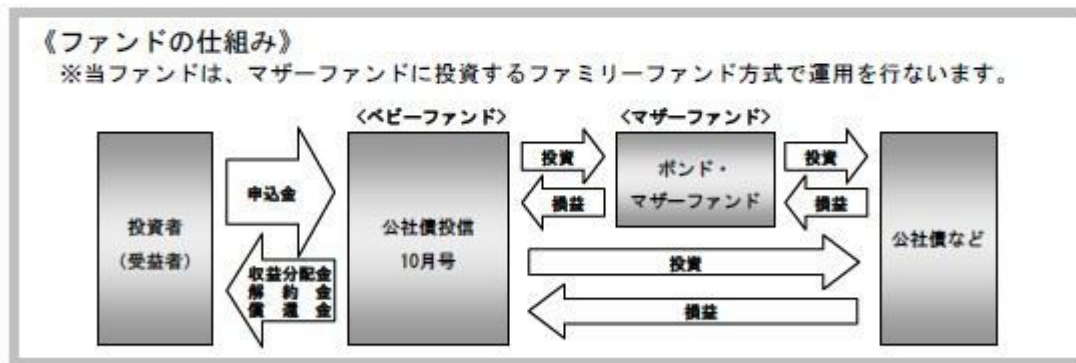 《ファンドの仕組み》
※当ファンドは、マザーファンドに投資するファミリーファンド方式で運用を行ないます。
〈ベビーファンド〉
〈マザーファンド〉
投資者
(受益者)
申込金
収益分配金
解約金
償還金
公社債投信
10月号
投資
損益
ボンド・
マザーファンド
投資
損益
投資
損益
公社債など